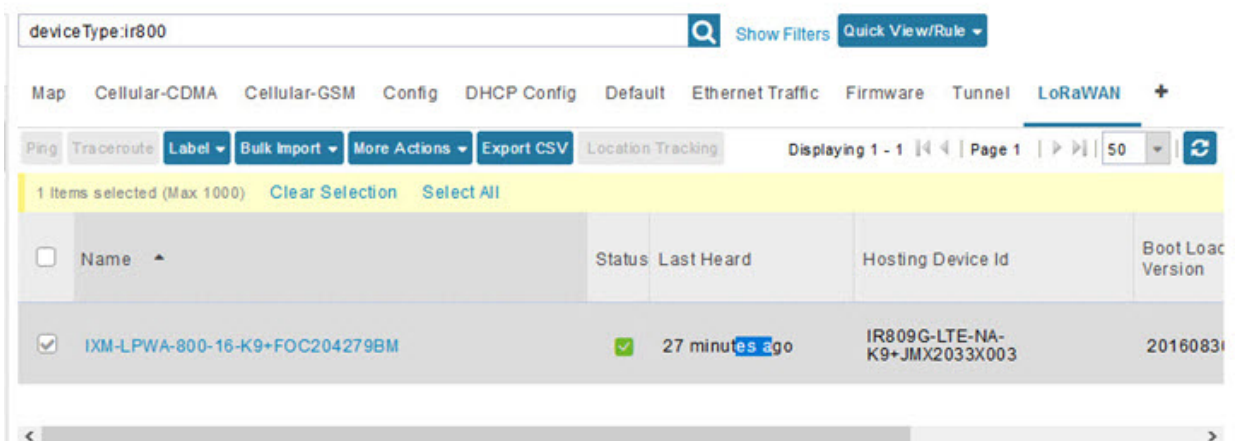 deviceType:ir800
Show Filters
Quick View/Rule
Map Cellular-CDMA Cellular-GSM Config DHCP Config Default Ethernet Traffic Firmware Tunnel LoRaWAN +
Ping Traceroute Label Bulk Import More Actions Export CSV Location Tracking Displaying 1 - 1 | Page 1 | 50
1 Items selected (Max 1000) Clear Selection Select All
Name Status Last Heard Hosting Device Id Boot Load
Version
IXM-LPWA-800-16-K9+FOC204279BM 27 minutes ago IR809G-LTE-NA-
K9+JMX2033X003 2016083